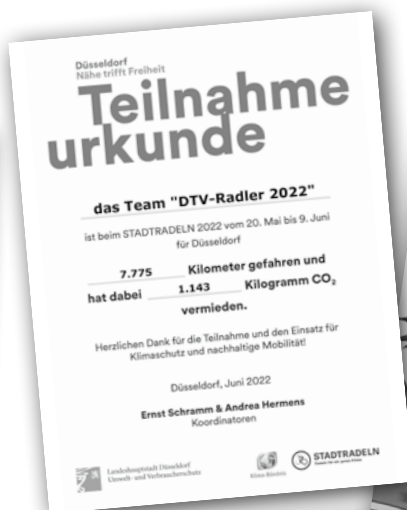 Düsseldorf
Nähe trifft Freiheit
Teilnahme
urkunde
das Team "DTV-Radler 2022"
ist beim STADTRADELN 2022 vom 20. Mai bis 9. Juni
für Düsseldorf
7.775 Kilometer gefahren und
hat dabei 1.143 Kilogramm CO₂
vermieden.
Herzlichen Dank für die Teilnahme und den Einsatz für
Klimaschutz und nachhaltige Mobilität!
Düsseldorf, Juni 2022
Ernst Schramm & Andrea Hermens
Koordinatoren
Landeshauptstadt Düsseldorf
Umwelt- und Verbraucherschutz
Klima-Bündnis
STADTRADELN